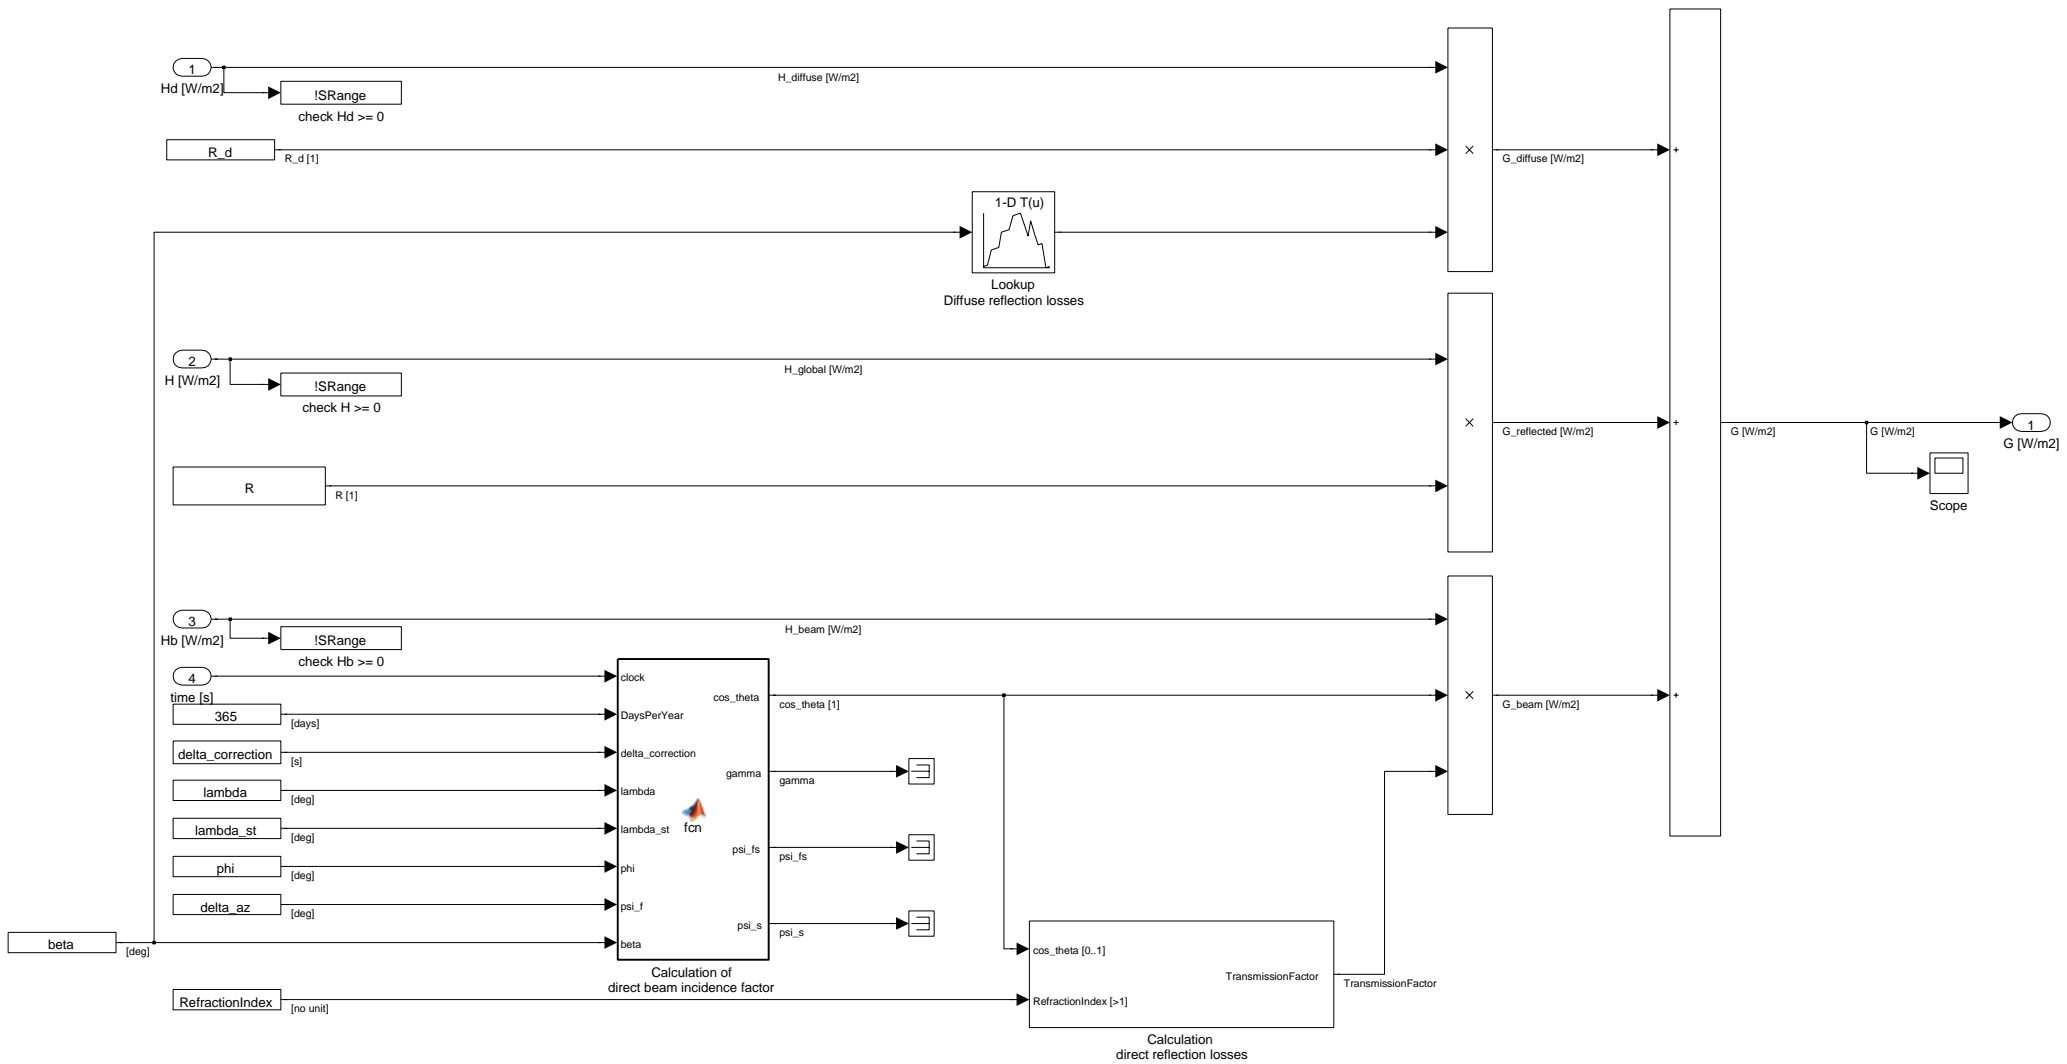 1
Hd [W/m2]
H_diffuse [W/m2]
!SRange
check Hd >= 0
R_d
R_d [1]
×
G_diffuse [W/m2]
+
1-D T(u)
Lookup
Diffuse reflection losses
2
H [W/m2]
H_global [W/m2]
!SRange
check H >= 0
×
G_reflected [W/m2]
+
G [W/m2]
G [W/m2]
1
G [W/m2]
Scope
R
R [1]
3
Hb [W/m2]
H_beam [W/m2]
!SRange
check Hb >= 0
4
time [s]
365
[days]
delta_correction
[s]
lambda
[deg]
lambda_st
[deg]
phi
[deg]
delta_az
[deg]
beta
[deg]
RefractionIndex
[no unit]
clock
DaysPerYear
delta_correction
lambda
lambda_st
phi
psi_f
beta
fcn
cos_theta
gamma
psi_fs
psi_s
Calculation of
direct beam incidence factor
cos_theta [1]
gamma
psi_fs
psi_s
×
G_beam [W/m2]
+
cos_theta [0..1]
RefractionIndex [>1]
TransmissionFactor
TransmissionFactor
Calculation
direct reflection losses